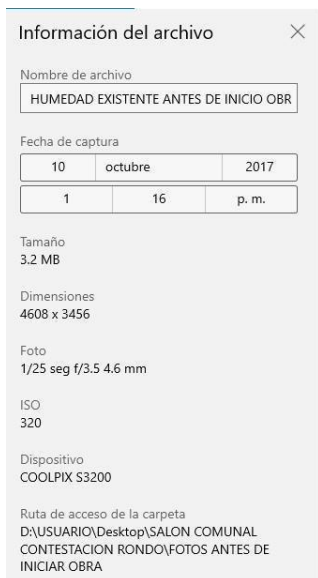 Información del archivo
Nombre de archivo
HUMEDAD EXISTENTE ANTES DE INICIO OBR
Fecha de captura
10 octubre 2017
1 16 p. m.
Tamaño
3.2 MB
Dimensiones
4608 x 3456
Foto
1/25 seg f/3.5 4.6 mm
ISO
320
Dispositivo
COOLPIX S3200
Ruta de acceso de la carpeta
D:\USUARIO\Desktop\SALON COMUNAL
CONTESTACION RONDO\FOTOS ANTES DE
INICIAR OBRA